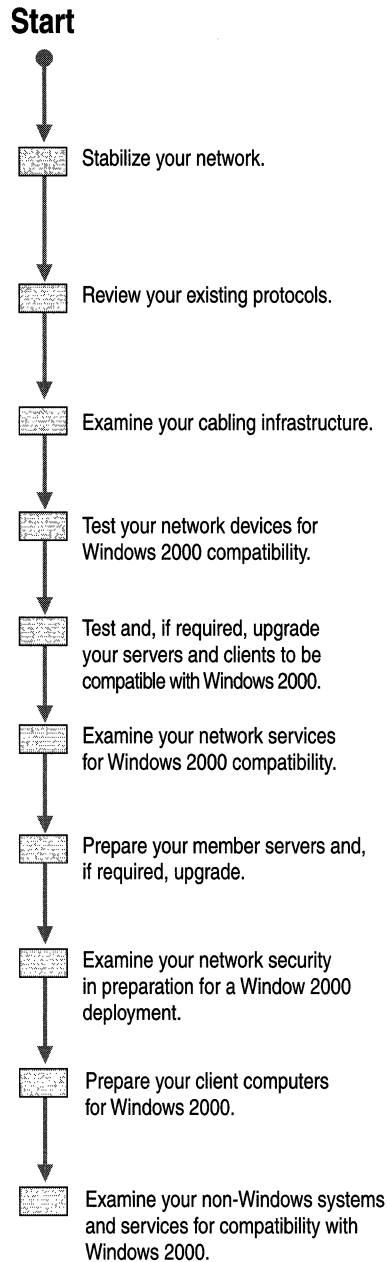 Start
Stabilize your network.
Review your existing protocols.
Examine your cabling infrastructure.
Test your network devices for
Windows 2000 compatibility.
Test and, if required, upgrade
your servers and clients to be
compatible with Windows 2000.
Examine your network services
for Windows 2000 compatibility.
Prepare your member servers and,
if required, upgrade.
Examine your network security
in preparation for a Window 2000
deployment.
Prepare your client computers
for Windows 2000.
Examine your non-Windows systems
and services for compatibility with
Windows 2000.